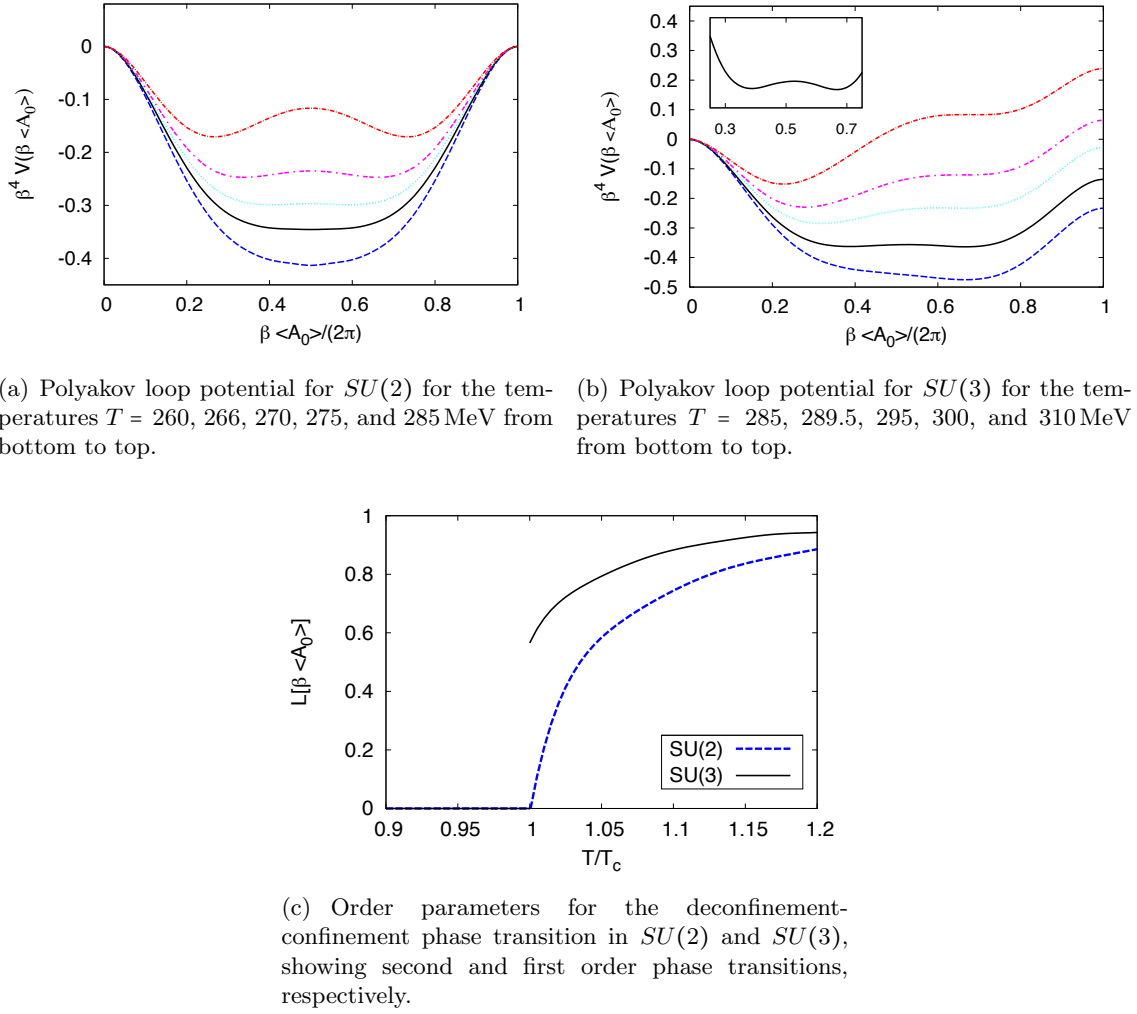 0
-0.1
-0.2
-0.3
-0.4
β⁴ V(β <A₀>)
0 0.2 0.4 0.6 0.8 1
β <A₀>/(2π)
0.4
0.3
0.2
0.1
0
-0.1
-0.2
-0.3
-0.4
-0.5
β⁴ V(β <A₀>)
0.3 0.5 0.7
0 0.2 0.4 0.6 0.8 1
β <A₀>/(2π)
(a) Polyakov loop potential for SU(2) for the tem-
peratures T = 260, 266, 270, 275, and 285 MeV from
bottom to top.
(b) Polyakov loop potential for SU(3) for the tem-
peratures T = 285, 289.5, 295, 300, and 310 MeV
from bottom to top.
1
0.8
0.6
0.4
0.2
0
L[β <A₀>]
SU(2)
SU(3)
0.9 0.95 1 1.05 1.1 1.15 1.2
T/T_c
(c) Order parameters for the deconfinement-
confinement phase transition in SU(2) and SU(3),
showing second and first order phase transitions,
respectively.